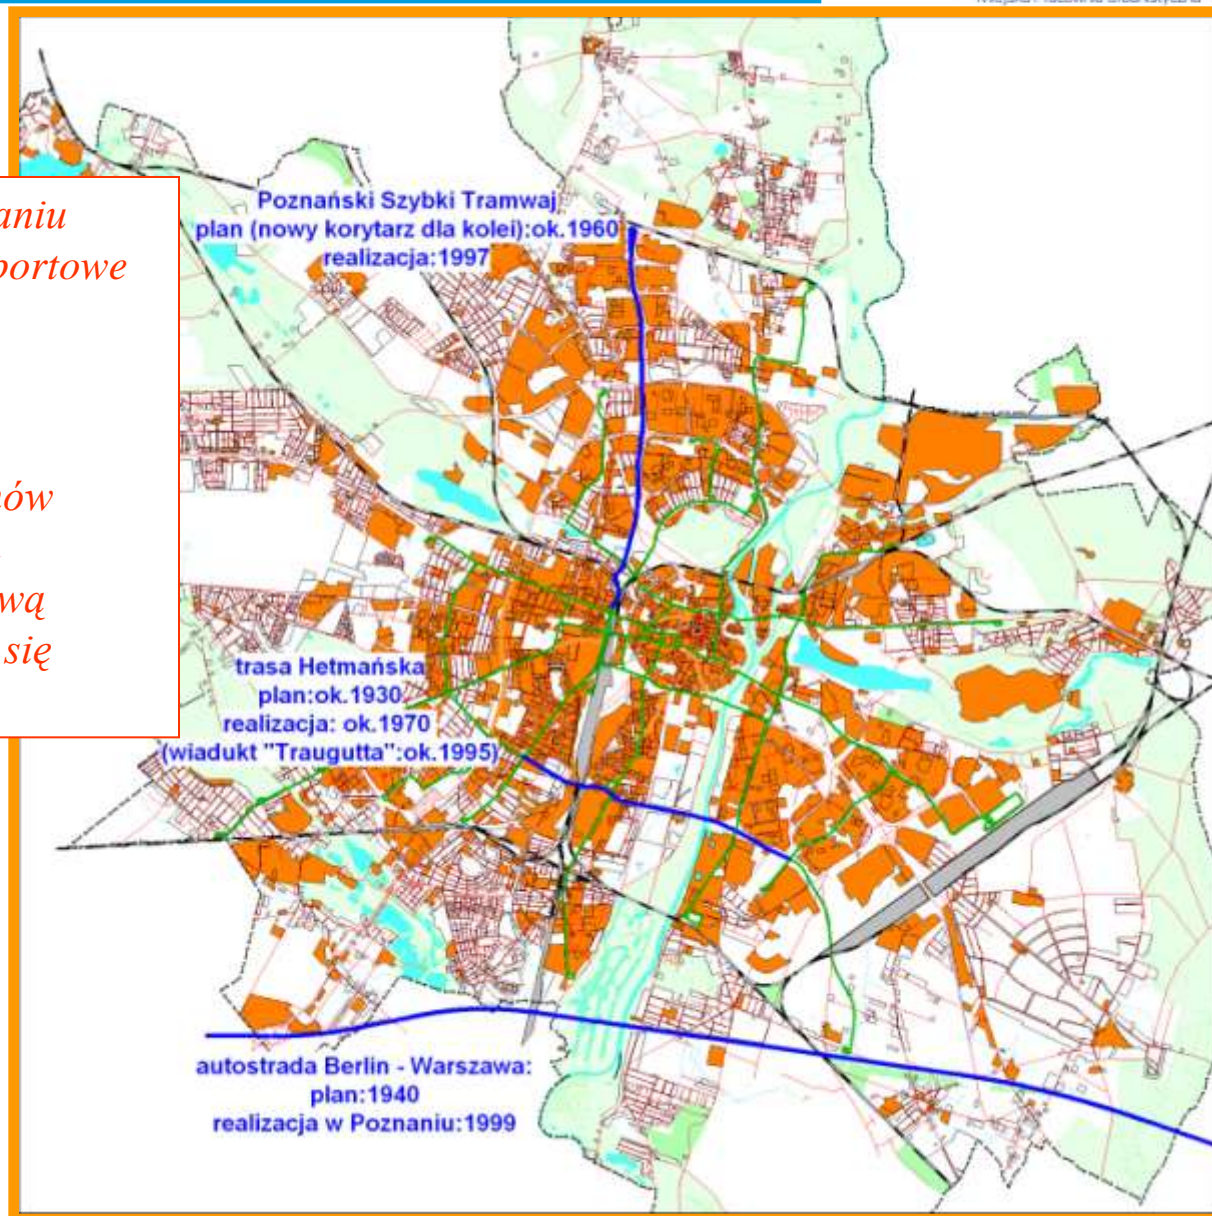 aniu
portowe
ów
wą
się
Poznański Szybki Tramwaj
plan (nowy korytarz dla kolei):ok.1960
realizacja:1997
trasa Hetmańska
plan:ok.1930
realizacja: ok.1970
(wiadukt "Traugutta":ok.1995)
autostrada Berlin - Warszawa:
plan:1940
realizacja w Poznaniu:1999